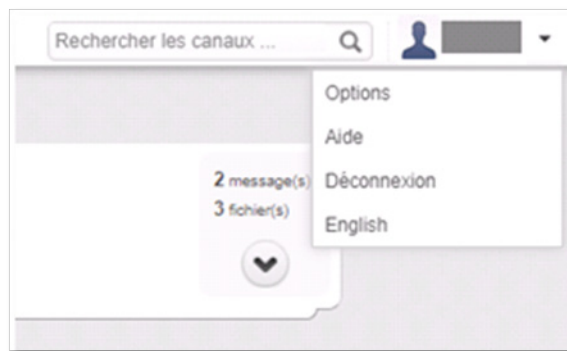 Rechercher les canaux ...
Options
Aide
2 message(s)
Déconnexion
3 fichier(s)
English